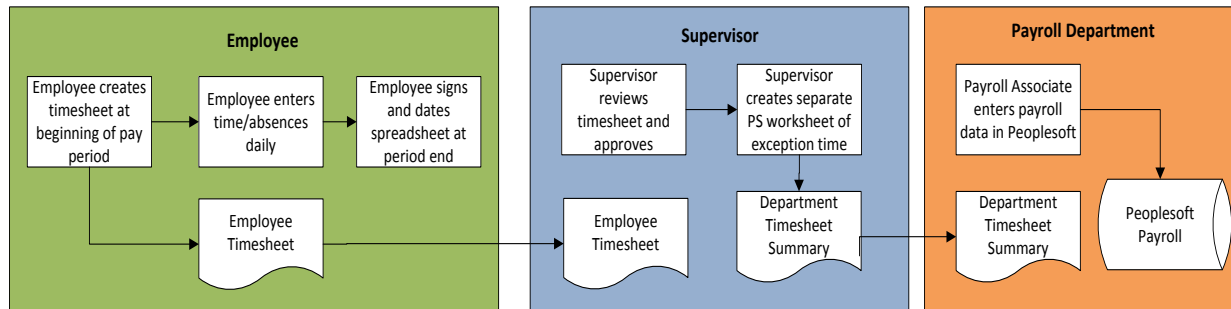 Employee
Employee creates
timesheet at
beginning of pay
period
Employee enters
time/absences
daily
Employee signs
and dates
spreadsheet at
period end
Employee
Timesheet
Supervisor
Supervisor
reviews
timesheet and
approves
Supervisor
creates separate
PS worksheet of
exception time
Employee
Timesheet
Department
Timesheet
Summary
Payroll Department
Payroll Associate
enters payroll
data in Peoplesoft
Department
Timesheet
Summary
Peoplesoft
Payroll